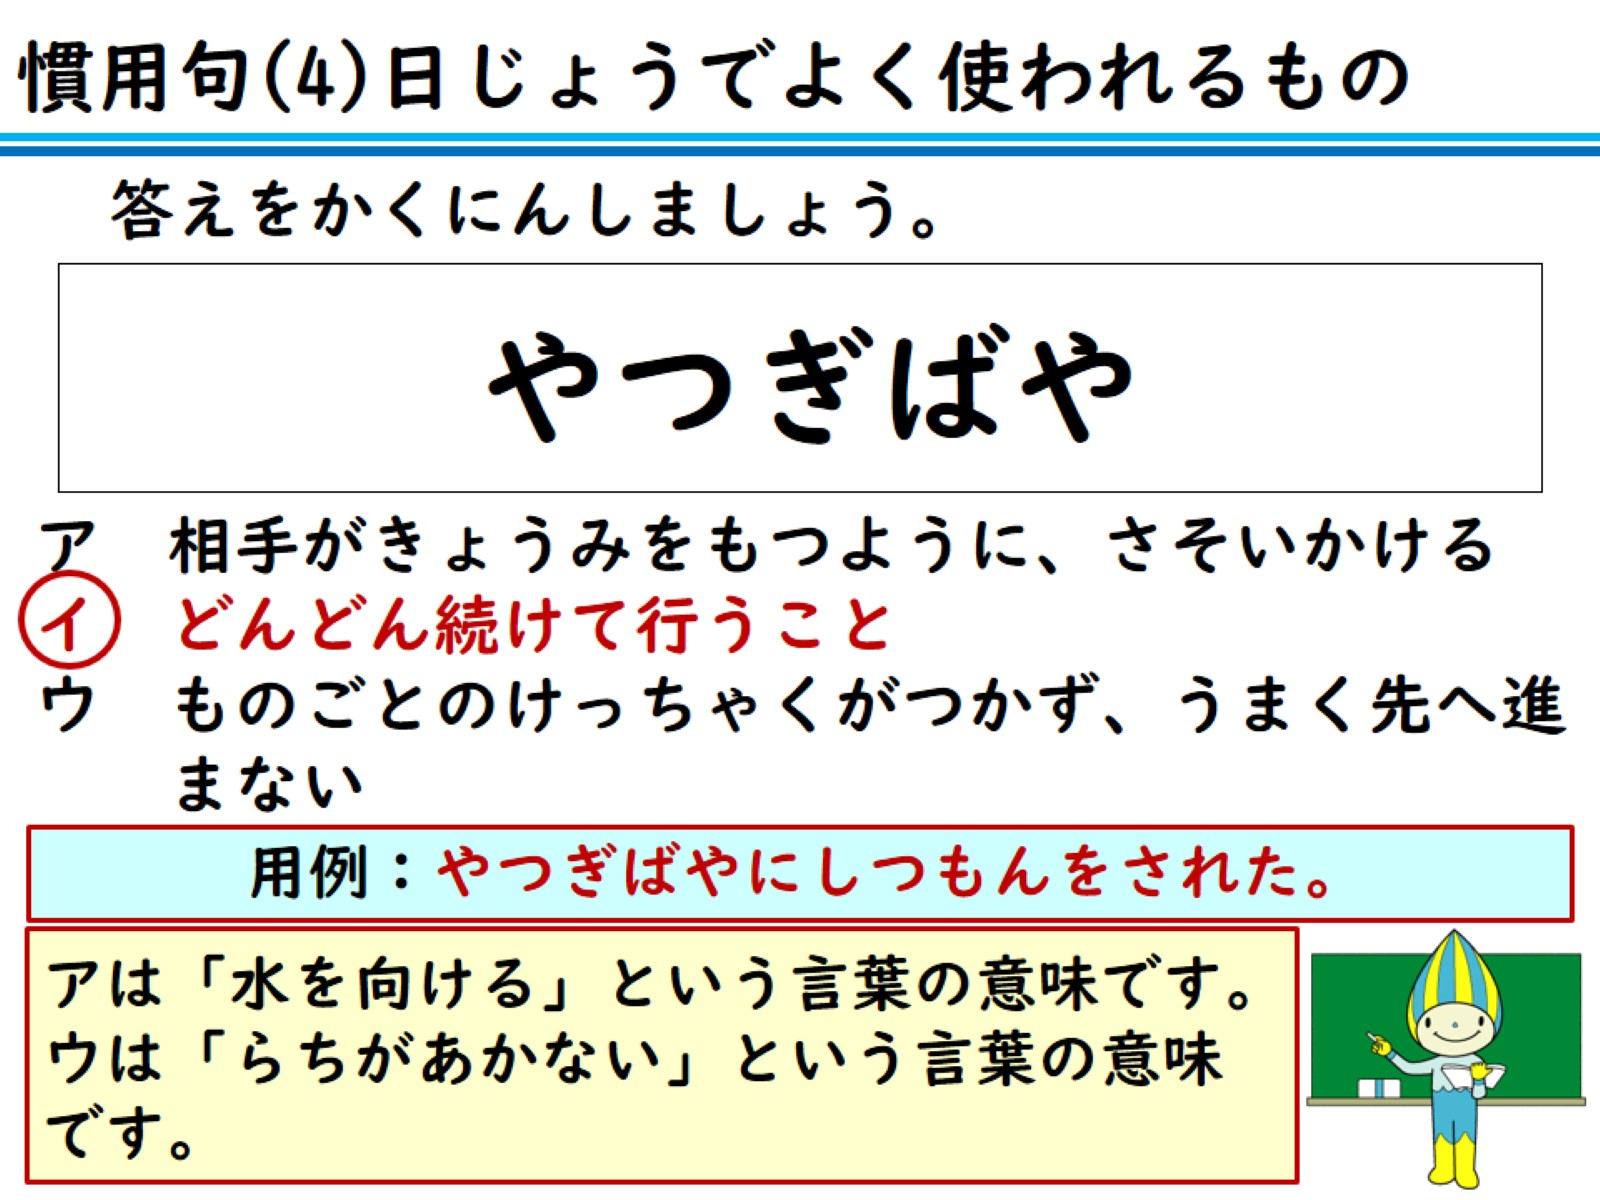 慣用句(4)日じょうでよく使われるもの
答えをかくにんしましょう。
やつぎばや
ア 相手がきょうみをもつように、さそいかける
イ どんどん続けて行うこと
ウ ものごとのけっちゃくがつかず、うまく先へ進
まない
用例：やつぎばやにしつもんをされた。
アは「水を向ける」という言葉の意味です。
ウは「らちがあかない」という言葉の意味
です。